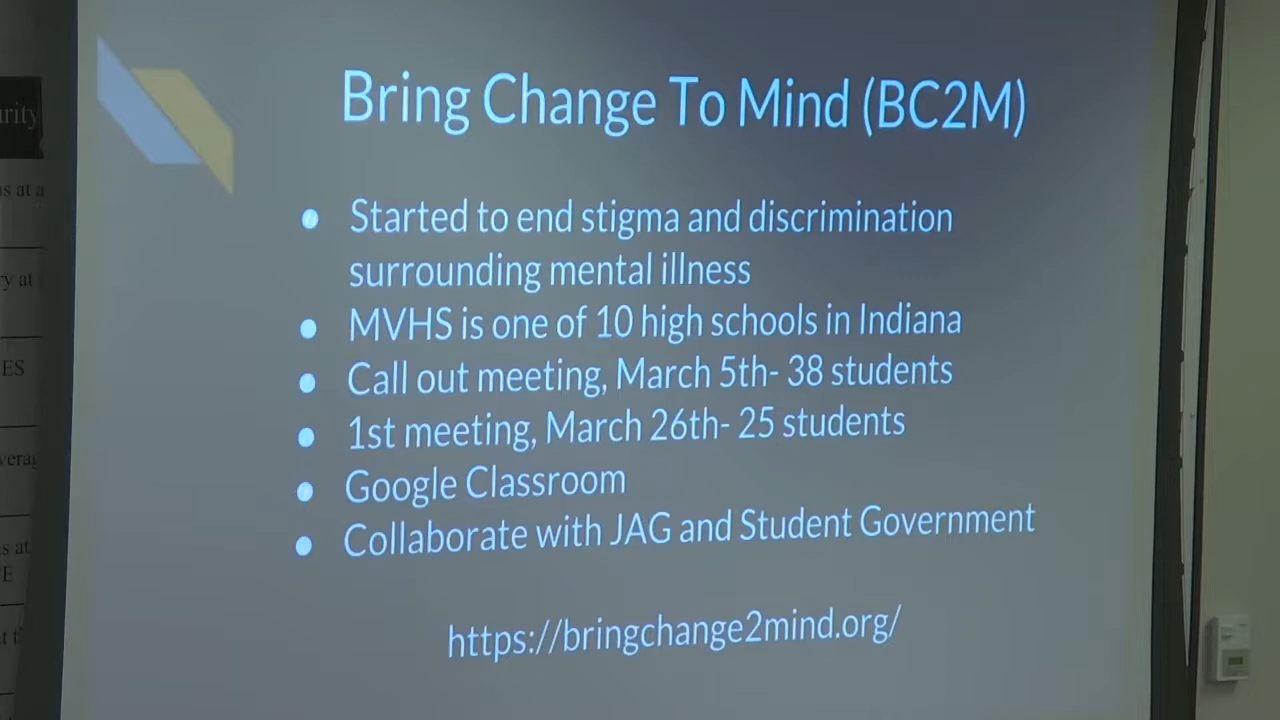 Bring Change To Mind (BC2M)
● Started to end stigma and discrimination
surrounding mental illness
● MVHS is one of 10 high schools in Indiana
● Call out meeting, March 5th- 38 students
● 1st meeting, March 26th- 25 students
● Google Classroom
● Collaborate with JAG and Student Government
https://bringchange2mind.org/